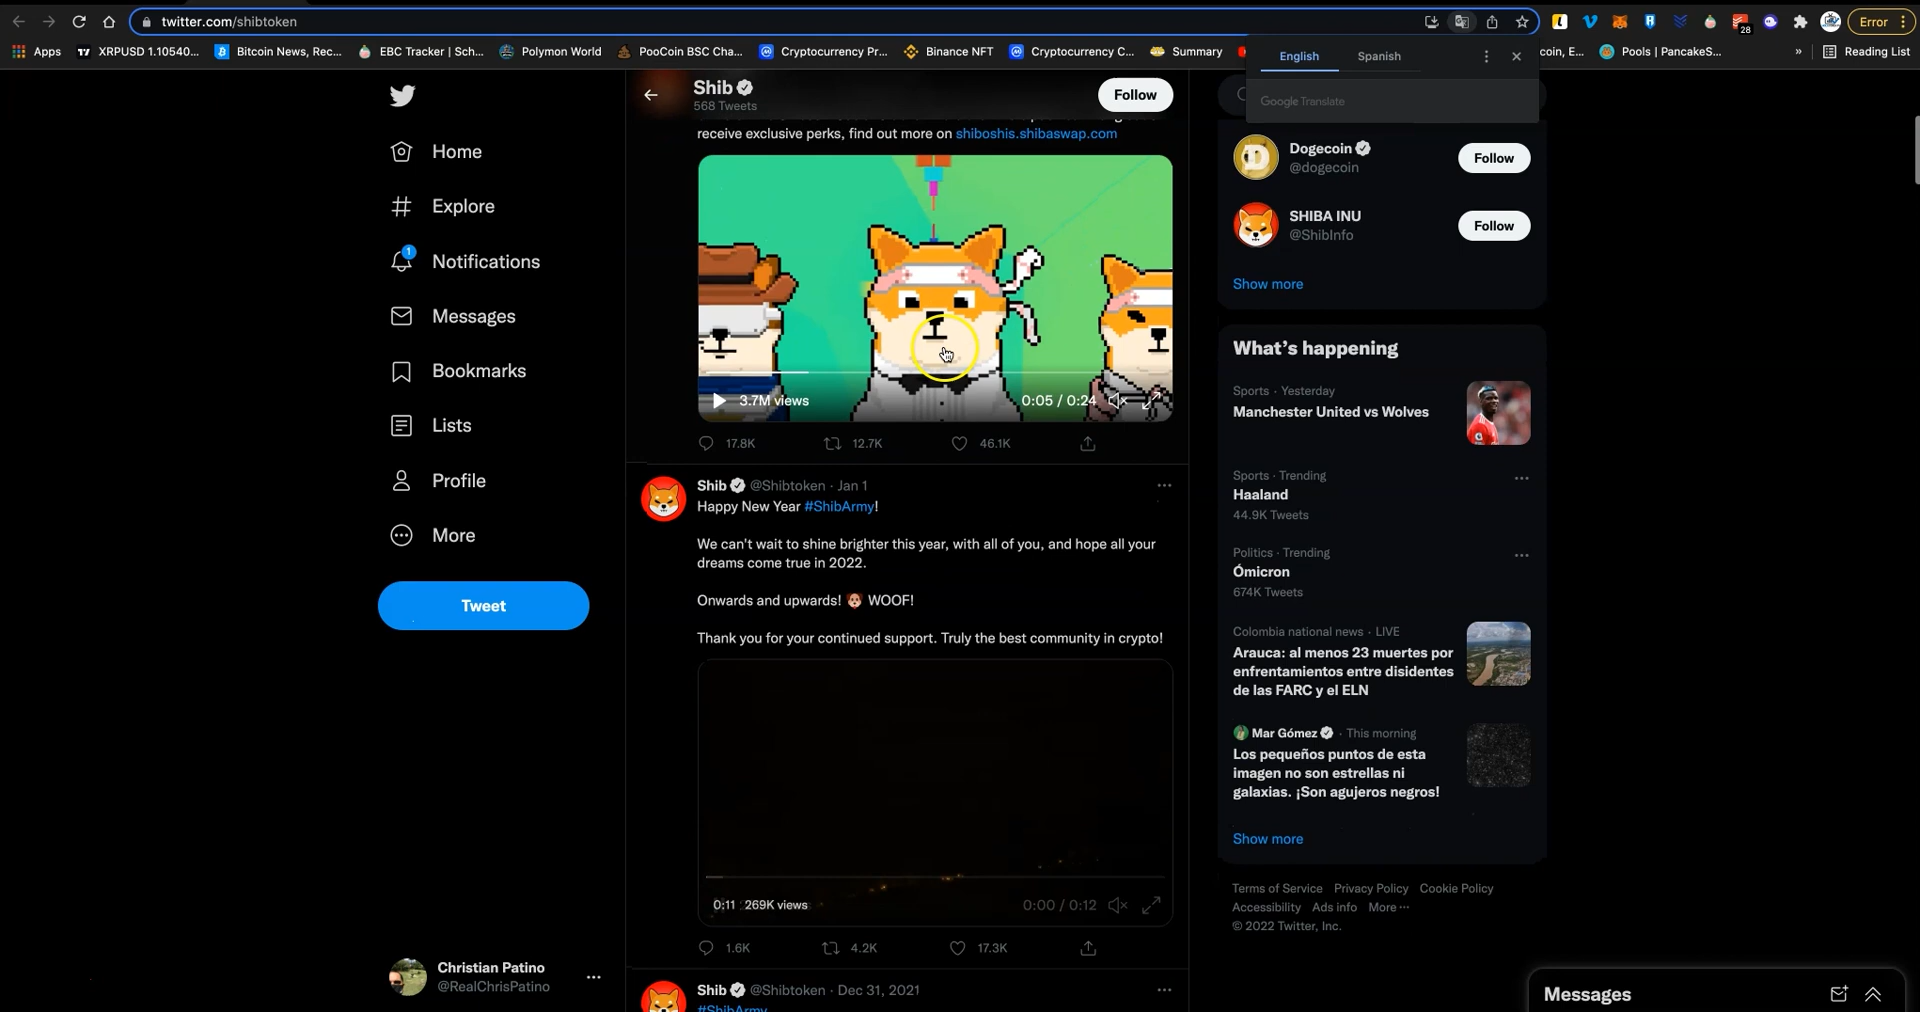 twitter.com/shibtoken
Error
Apps
XRPUSD 1.10540...
Bitcoin News, Rec...
EBC Tracker | Sch...
Polymon World
PooCoin BSC Cha...
Cryptocurrency Pr...
Binance NFT
Cryptocurrency C...
Summary
coin, E...
Pools | PancakeS...
»
Reading List
28
English
Spanish
Google Translate
Home
Explore
1
Notifications
Messages
Bookmarks
Lists
Profile
More
Tweet
Christian Patino
@RealChrisPatino
Shib
568 Tweets
Follow
receive exclusive perks, find out more on shiboshis.shibaswap.com
3.7M views
0:05 / 0:24
17.8K
12.7K
46.1K
Shib @Shibtoken · Jan 1
Happy New Year #ShibArmy!
We can't wait to shine brighter this year, with all of you, and hope all your
dreams come true in 2022.
Onwards and upwards! 🐶 WOOF!
Thank you for your continued support. Truly the best community in crypto!
0:11 269K views
0:00 / 0:12
1.6K
4.2K
17.3K
Shib @Shibtoken · Dec 31, 2021
#ShibArmy
Dogecoin
@dogecoin
Follow
SHIBA INU
@ShibInfo
Follow
Show more
What's happening
Sports · Yesterday
Manchester United vs Wolves
Sports · Trending
Haaland
44.9K Tweets
Politics · Trending
Ómicron
674K Tweets
Colombia national news · LIVE
Arauca: al menos 23 muertes por
enfrentamientos entre disidentes
de las FARC y el ELN
Mar Gómez · This morning
Los pequeños puntos de esta
imagen no son estrellas ni
galaxias. ¡Son agujeros negros!
Show more
Terms of Service Privacy Policy Cookie Policy
Accessibility Ads info More ···
© 2022 Twitter, Inc.
Messages